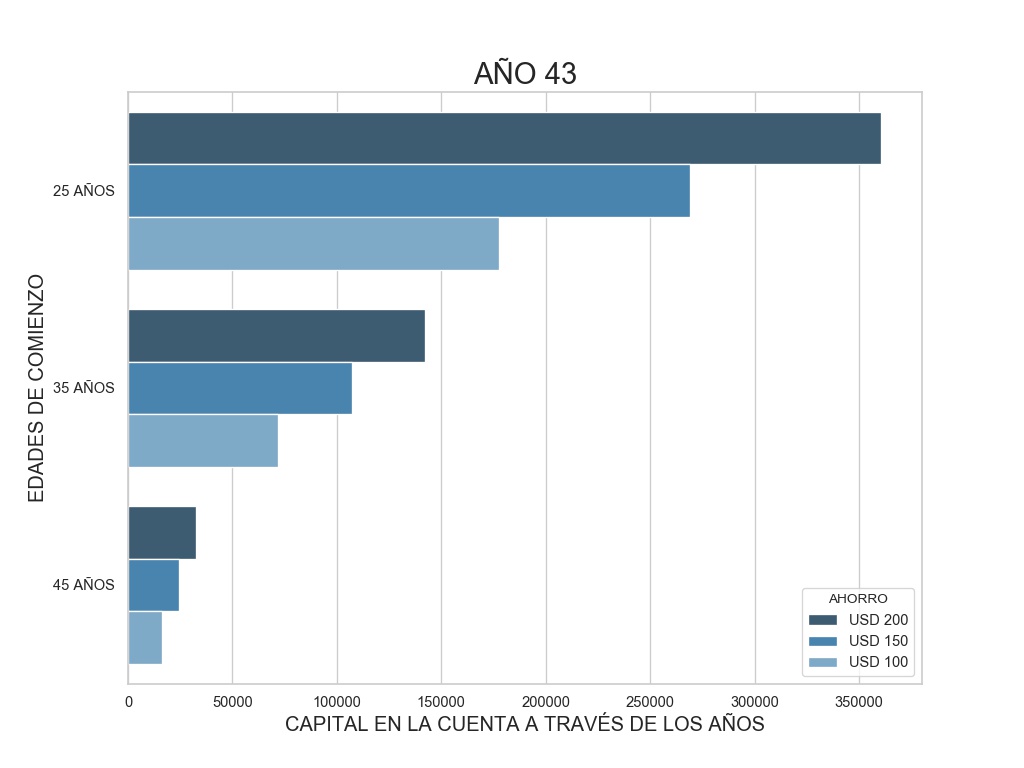 AÑO 43
EDADES DE COMIENZO
25 AÑOS
35 AÑOS
45 AÑOS
AHORRO
USD 200
USD 150
USD 100
0 50000 100000 150000 200000 250000 300000 350000
CAPITAL EN LA CUENTA A TRAVÉS DE LOS AÑOS